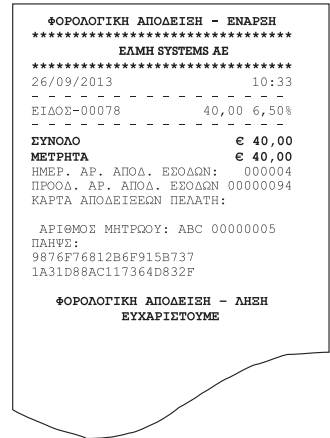 ΦΟΡΟΛΟΓΙΚΗ ΑΠΟΔΕΙΞΗ - ΕΝΑΡΞΗ
********************************
ΕΛΜΗ SYSTEMS AE
********************************
26/09/2013 10:33
- - - - - - - - - - - - - - - -
ΕΙΔΟΣ-00078 40,00 6,50%
- - - - - - - - - - - - - - - -
ΣΥΝΟΛΟ € 40,00
ΜΕΤΡΗΤΑ € 40,00
ΗΜΕΡ. ΑΡ. ΑΠΟΔ. ΕΣΟΔΩΝ: 000004
ΠΡΟΟΔ. ΑΡ. ΑΠΟΔ. ΕΣΟΔΩΝ 00000094
ΚΑΡΤΑ ΑΠΟΔΕΙΞΕΩΝ ΠΕΛΑΤΗ:
ΑΡΙΘΜΟΣ ΜΗΤΡΩΟΥ: ABC 00000005
ΠΑΗΨΣ:
9876F76812B6F915B737
1A31D88AC117364D832F
ΦΟΡΟΛΟΓΙΚΗ ΑΠΟΔΕΙΞΗ – ΛΗΞΗ
ΕΥΧΑΡΙΣΤΟΥΜΕ